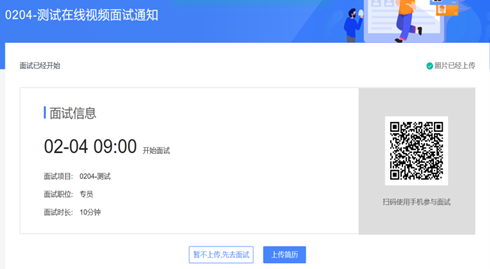 0204-测试在线视频面试通知
面试已经开始
照片已经上传
面试信息
02-04 09:00 开始面试
面试项目： 0204-测试
面试职位： 专员
面试时长： 10分钟
扫码使用手机参与面试
暂不上传,先去面试
上传简历